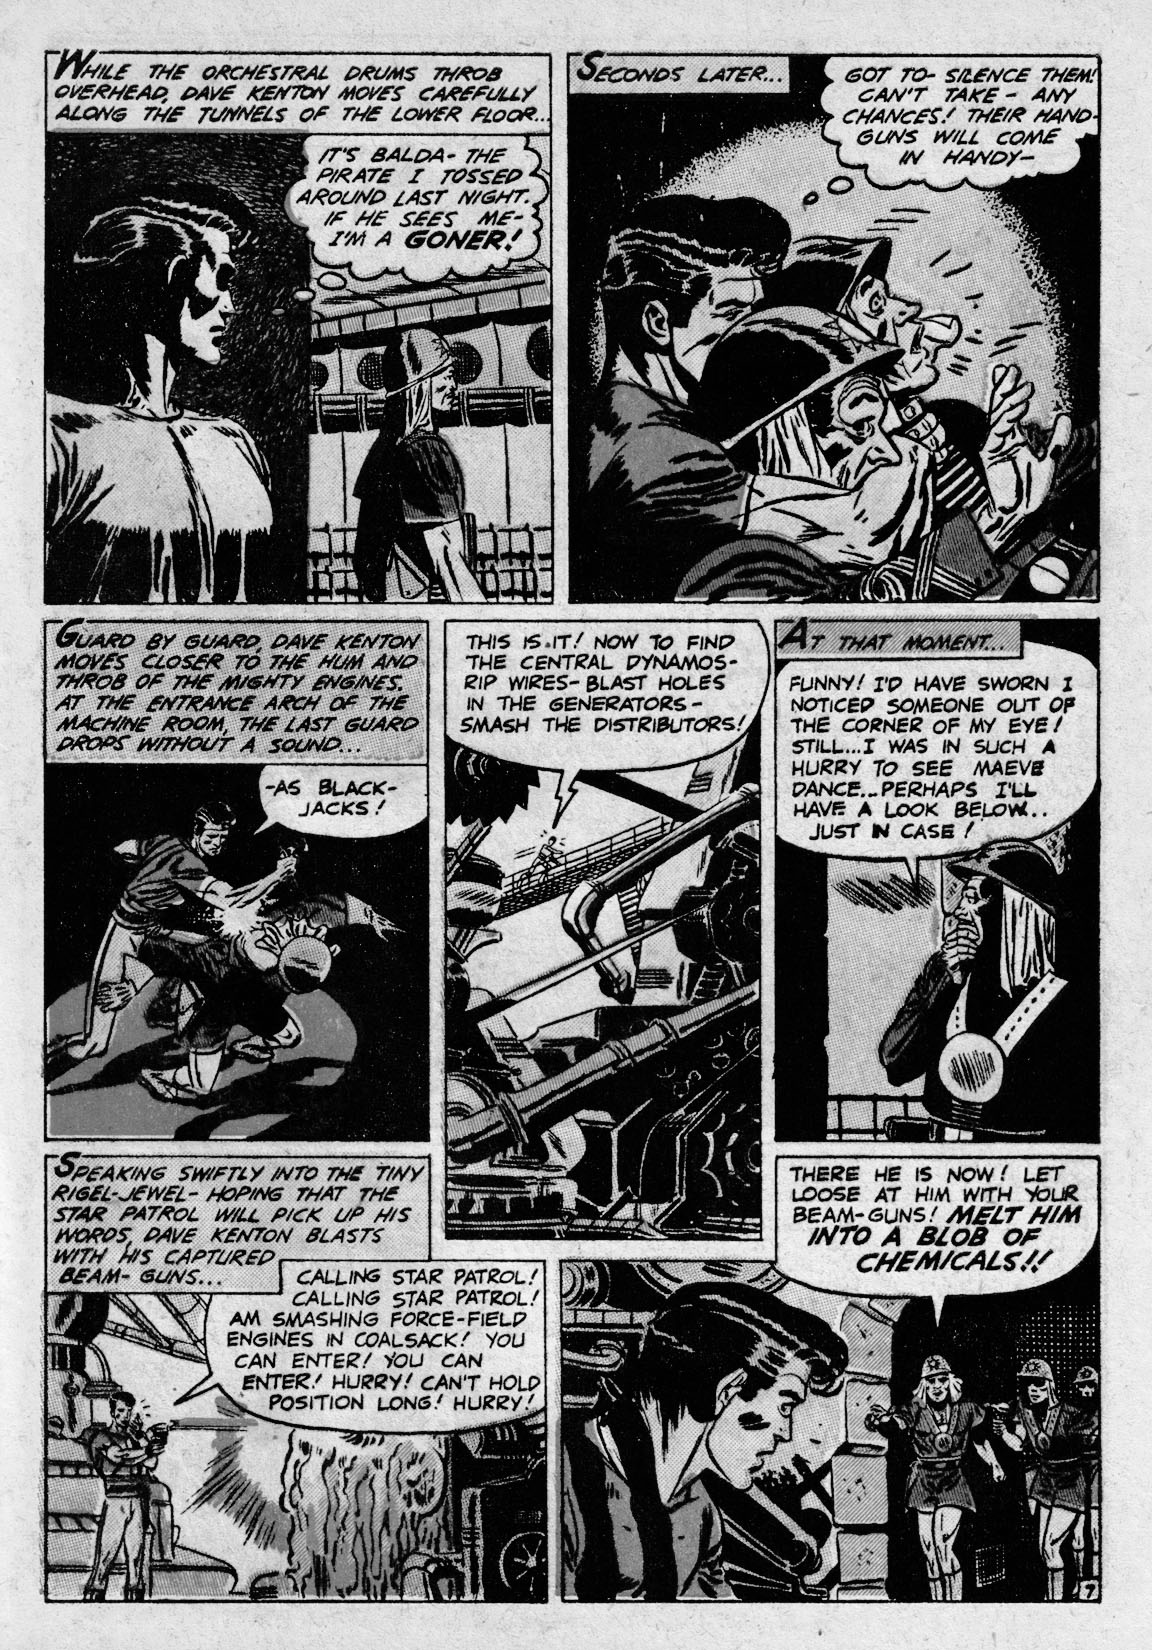 WHILE THE ORCHESTRAL DRUMS THROB
OVERHEAD, DAVE KENTON MOVES CAREFULLY
ALONG THE TUNNELS OF THE LOWER FLOOR...
IT'S BALDA- THE
PIRATE I TOSSED
AROUND LAST NIGHT.
IF HE SEES ME-
I'M A GONER!
SECONDS LATER...
GOT TO- SILENCE THEM!
CAN'T TAKE- ANY
CHANCES! THEIR HAND-
GUNS WILL COME
IN HANDY-
GUARD BY GUARD, DAVE KENTON
MOVES CLOSER TO THE HUM AND
THROB OF THE MIGHTY ENGINES.
AT THE ENTRANCE ARCH OF THE
MACHINE ROOM, THE LAST GUARD
DROPS WITHOUT A SOUND...
-AS BLACK-
JACKS!
THIS IS IT! NOW TO FIND
THE CENTRAL DYNAMOS-
RIP WIRES- BLAST HOLES
IN THE GENERATORS-
SMASH THE DISTRIBUTORS!
AT THAT MOMENT...
FUNNY! I'D HAVE SWORN I
NOTICED SOMEONE OUT OF
THE CORNER OF MY EYE!
STILL...I WAS IN SUCH A
HURRY TO SEE MAEVE
DANCE...PERHAPS I'LL
HAVE A LOOK BELOW...
JUST IN CASE!
SPEAKING SWIFTLY INTO THE TINY
RIGEL-JEWEL- HOPING THAT THE
STAR PATROL WILL PICK UP HIS
WORDS, DAVE KENTON BLASTS
WITH HIS CAPTURED
BEAM- GUNS...
CALLING STAR PATROL!
CALLING STAR PATROL!
AM SMASHING FORCE-FIELD
ENGINES IN COALSACK! YOU
CAN ENTER! YOU CAN
ENTER! HURRY! CAN'T HOLD
POSITION LONG! HURRY!
THERE HE IS NOW! LET
LOOSE AT HIM WITH YOUR
BEAM-GUNS! MELT HIM
INTO A BLOB OF
CHEMICALS!!
7